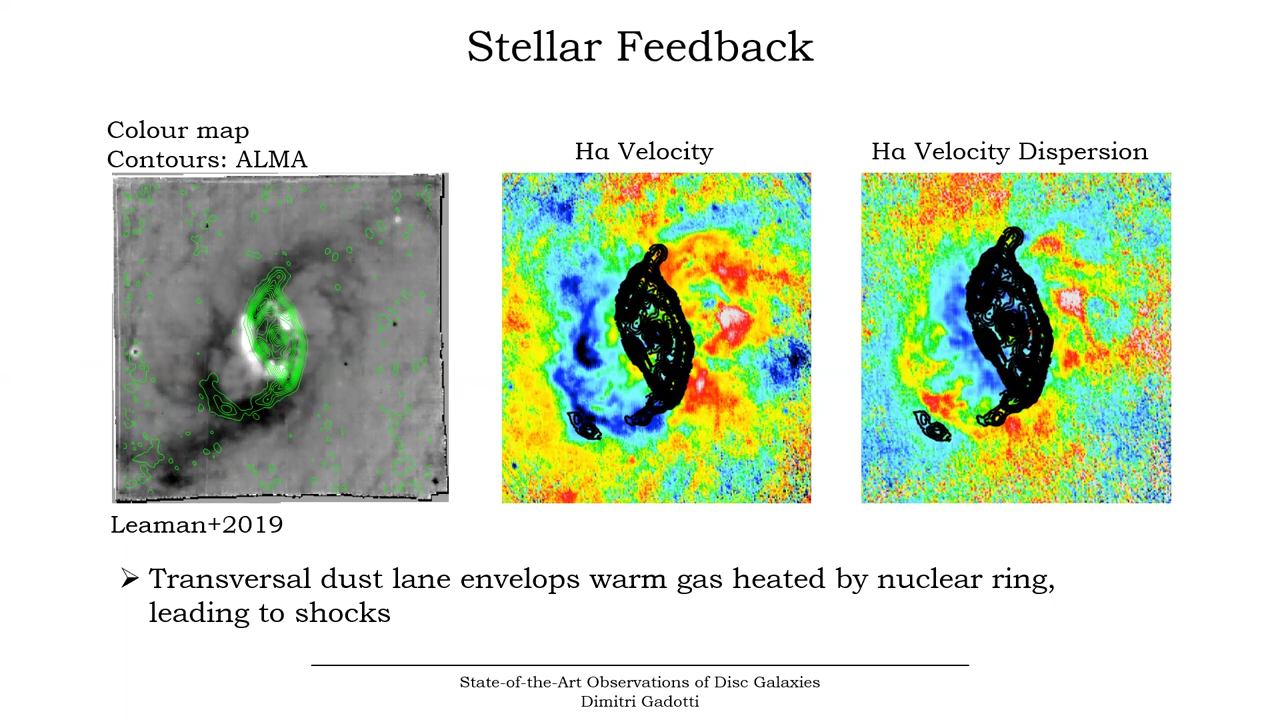 Stellar Feedback
Colour map
Contours: ALMA
Hα Velocity
Hα Velocity Dispersion
Leaman+2019
➢ Transversal dust lane envelops warm gas heated by nuclear ring,
leading to shocks
State-of-the-Art Observations of Disc Galaxies
Dimitri Gadotti